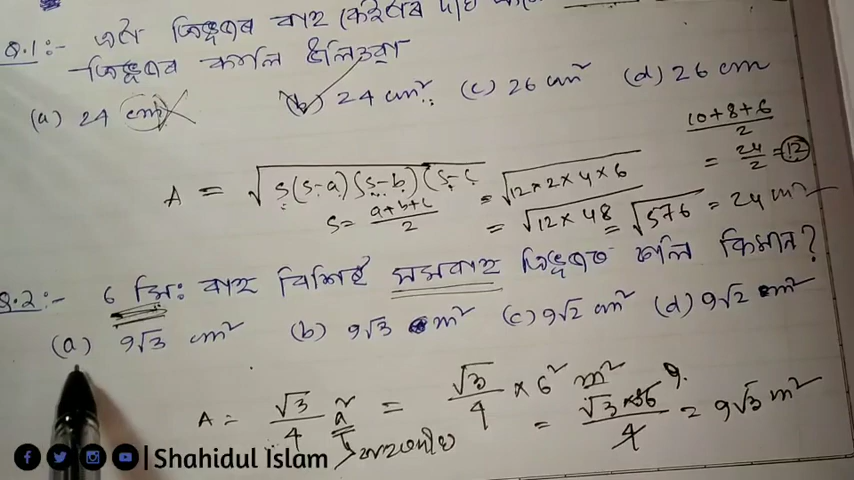 Q.1:- এটা ত্ৰিভুজৰ বাহু কেইটাৰ
ত্ৰিভুজৰ কালি
(a) 24 cm (b) 24 cm² (c) 26 cm² (d) 26 cm
10+8+6 / 2
= 24/2 = 12
A = √s(s-a)(s-b)(s-c = √12×2×4×6
s = a+b+c / 2 = √12×48 = √576 = 24 m²
Q.2:- 6 মি: বাহু বিশিষ্ট সমবাহু ত্ৰিভুজৰ কালি কিমান?
(a) 9√3 cm² (b) 9√3 m² (c) 9√2 cm² (d) 9√2 m²
A = √3/4 a² = √3/4 × 6² m² = √3×36/4 9 = 9√3 m²
| Shahidul Islam